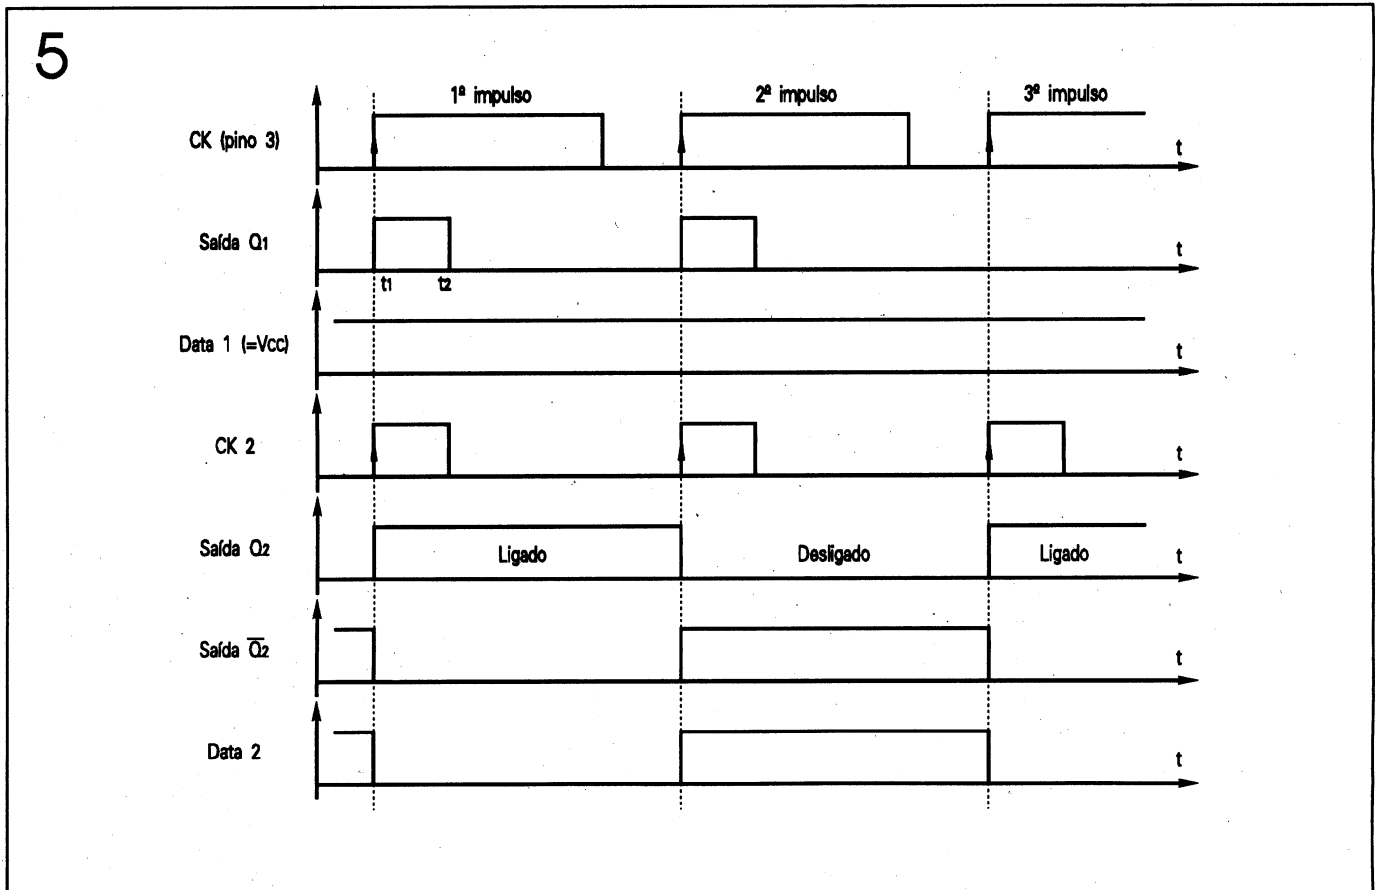 5
1ª impulso 2ª impulso 3ª impulso
CK (pino 3) t
Saída Q1 t
t1 t2
Data 1 (=Vcc) t
CK 2 t
Saída Q2 Ligado Desligado Ligado t
Saída Q̅2 t
Data 2 t